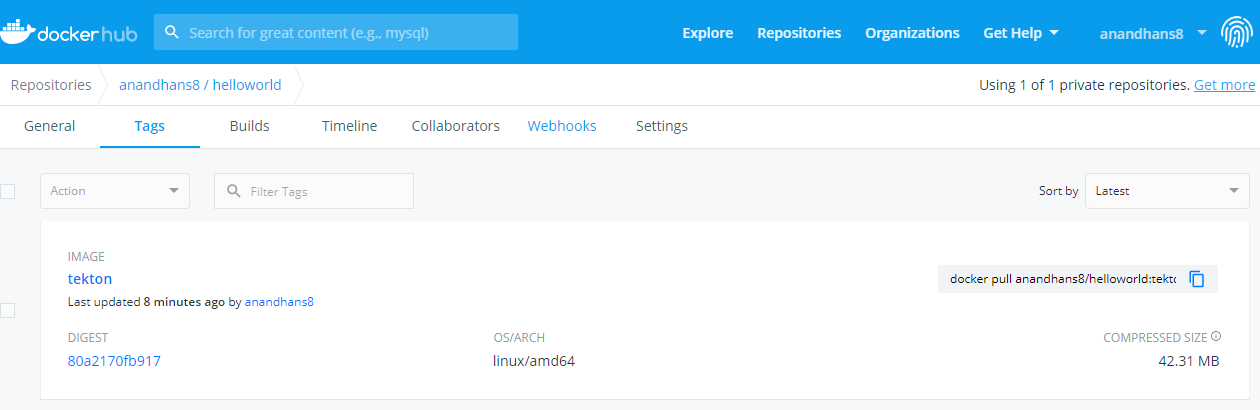 dockerhub Search for great content (e.g., mysql) Explore Repositories Organizations Get Help anandhans8
Repositories anandhans8 / helloworld Using 1 of 1 private repositories. Get more
General Tags Builds Timeline Collaborators Webhooks Settings
Action Filter Tags Sort by Latest
IMAGE
tekton
docker pull anandhans8/helloworld:tekto
Last updated 8 minutes ago by anandhans8
DIGEST OS/ARCH COMPRESSED SIZE
80a2170fb917 linux/amd64 42.31 MB